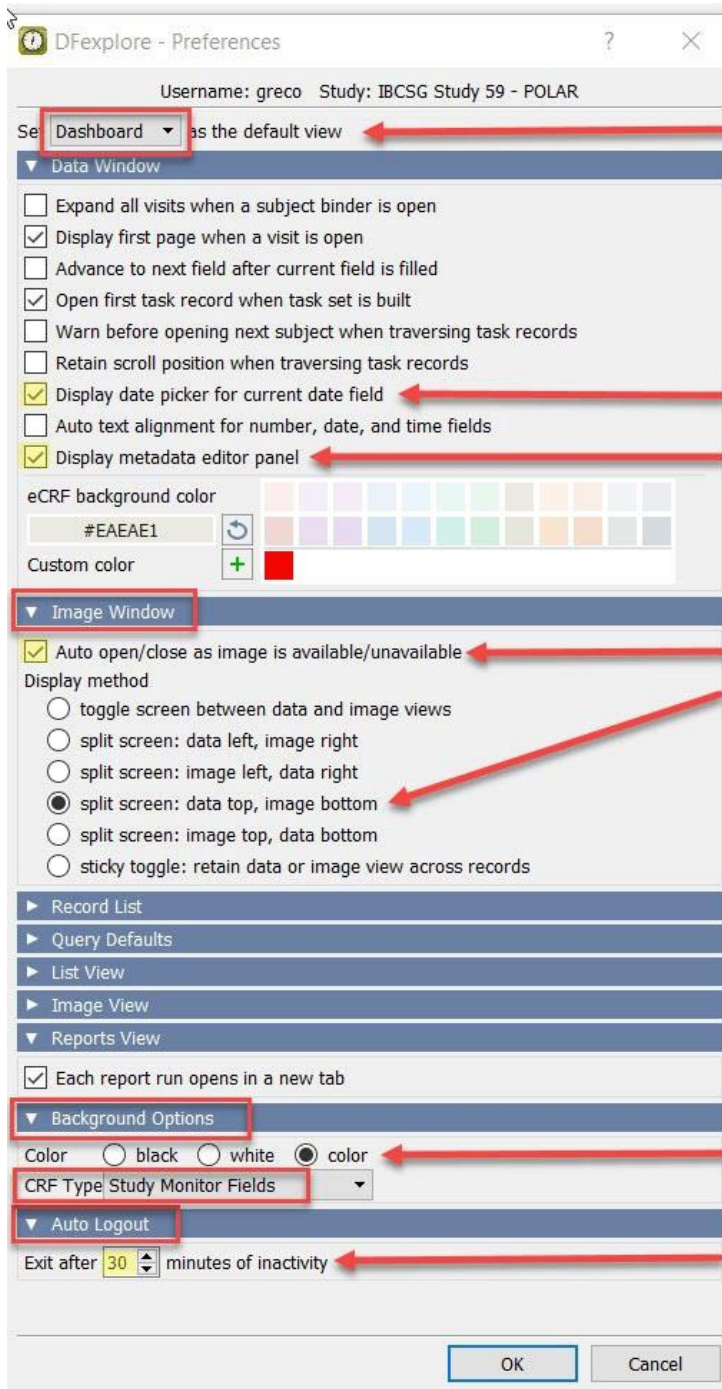 DFexplore - Preferences ?
Username: greco Study: IBCSG Study 59 - POLAR
Set Dashboard as the default view
Data Window
Expand all visits when a subject binder is open
Display first page when a visit is open
Advance to next field after current field is filled
Open first task record when task set is built
Warn before opening next subject when traversing task records
Retain scroll position when traversing task records
Display date picker for current date field
Auto text alignment for number, date, and time fields
Display metadata editor panel
eCRF background color
#EAEAE1
Custom color +
Image Window
Auto open/close as image is available/unavailable
Display method
toggle screen between data and image views
split screen: data left, image right
split screen: image left, data right
split screen: data top, image bottom
split screen: image top, data bottom
sticky toggle: retain data or image view across records
Record List
Query Defaults
List View
Image View
Reports View
Each report run opens in a new tab
Background Options
Color black white color
CRF Type Study Monitor Fields
Auto Logout
Exit after 30 minutes of inactivity
OK Cancel